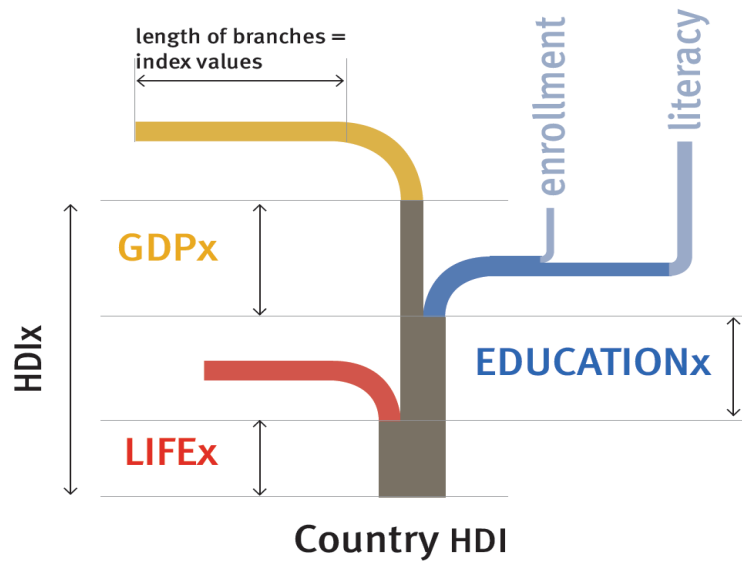 length of branches =
index values
enrollment
literacy
GDPx
HDIx
EDUCATIONx
LIFEx
Country HDI